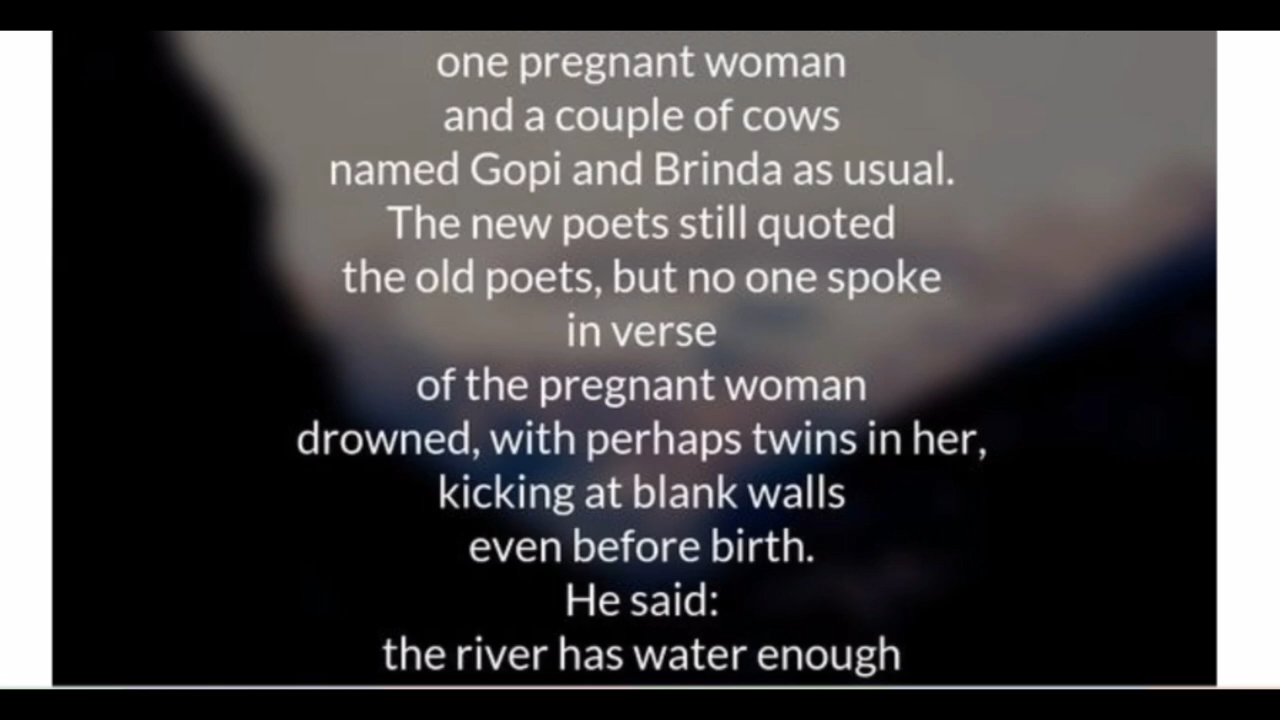 one pregnant woman
and a couple of cows
named Gopi and Brinda as usual.
The new poets still quoted
the old poets, but no one spoke
in verse
of the pregnant woman
drowned, with perhaps twins in her,
kicking at blank walls
even before birth.
He said:
the river has water enough